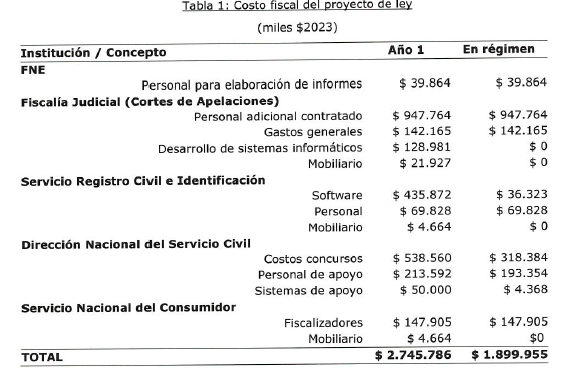 Tabla 1: Costo fiscal del proyecto de ley
(miles $2023)
Institución / Concepto Año 1 En régimen
FNE
Personal para elaboración de informes $ 39.864 $ 39.864
Fiscalía Judicial (Cortes de Apelaciones)
Personal adicional contratado $ 947.764 $ 947.764
Gastos generales $ 142.165 $ 142.165
Desarrollo de sistemas informáticos $ 128.981 $ 0
Mobiliario $ 21.927 $ 0
Servicio Registro Civil e Identificación
Software $ 435.872 $ 36.323
Personal $ 69.828 $ 69.828
Mobiliario $ 4.664 $ 0
Dirección Nacional del Servicio Civil
Costos concursos $ 538.560 $ 318.384
Personal de apoyo $ 213.592 $ 193.354
Sistemas de apoyo $ 50.000 $ 4.368
Servicio Nacional del Consumidor
Fiscalizadores $ 147.905 $ 147.905
Mobiliario $ 4.664 $0
TOTAL $ 2.745.786 $ 1.899.955